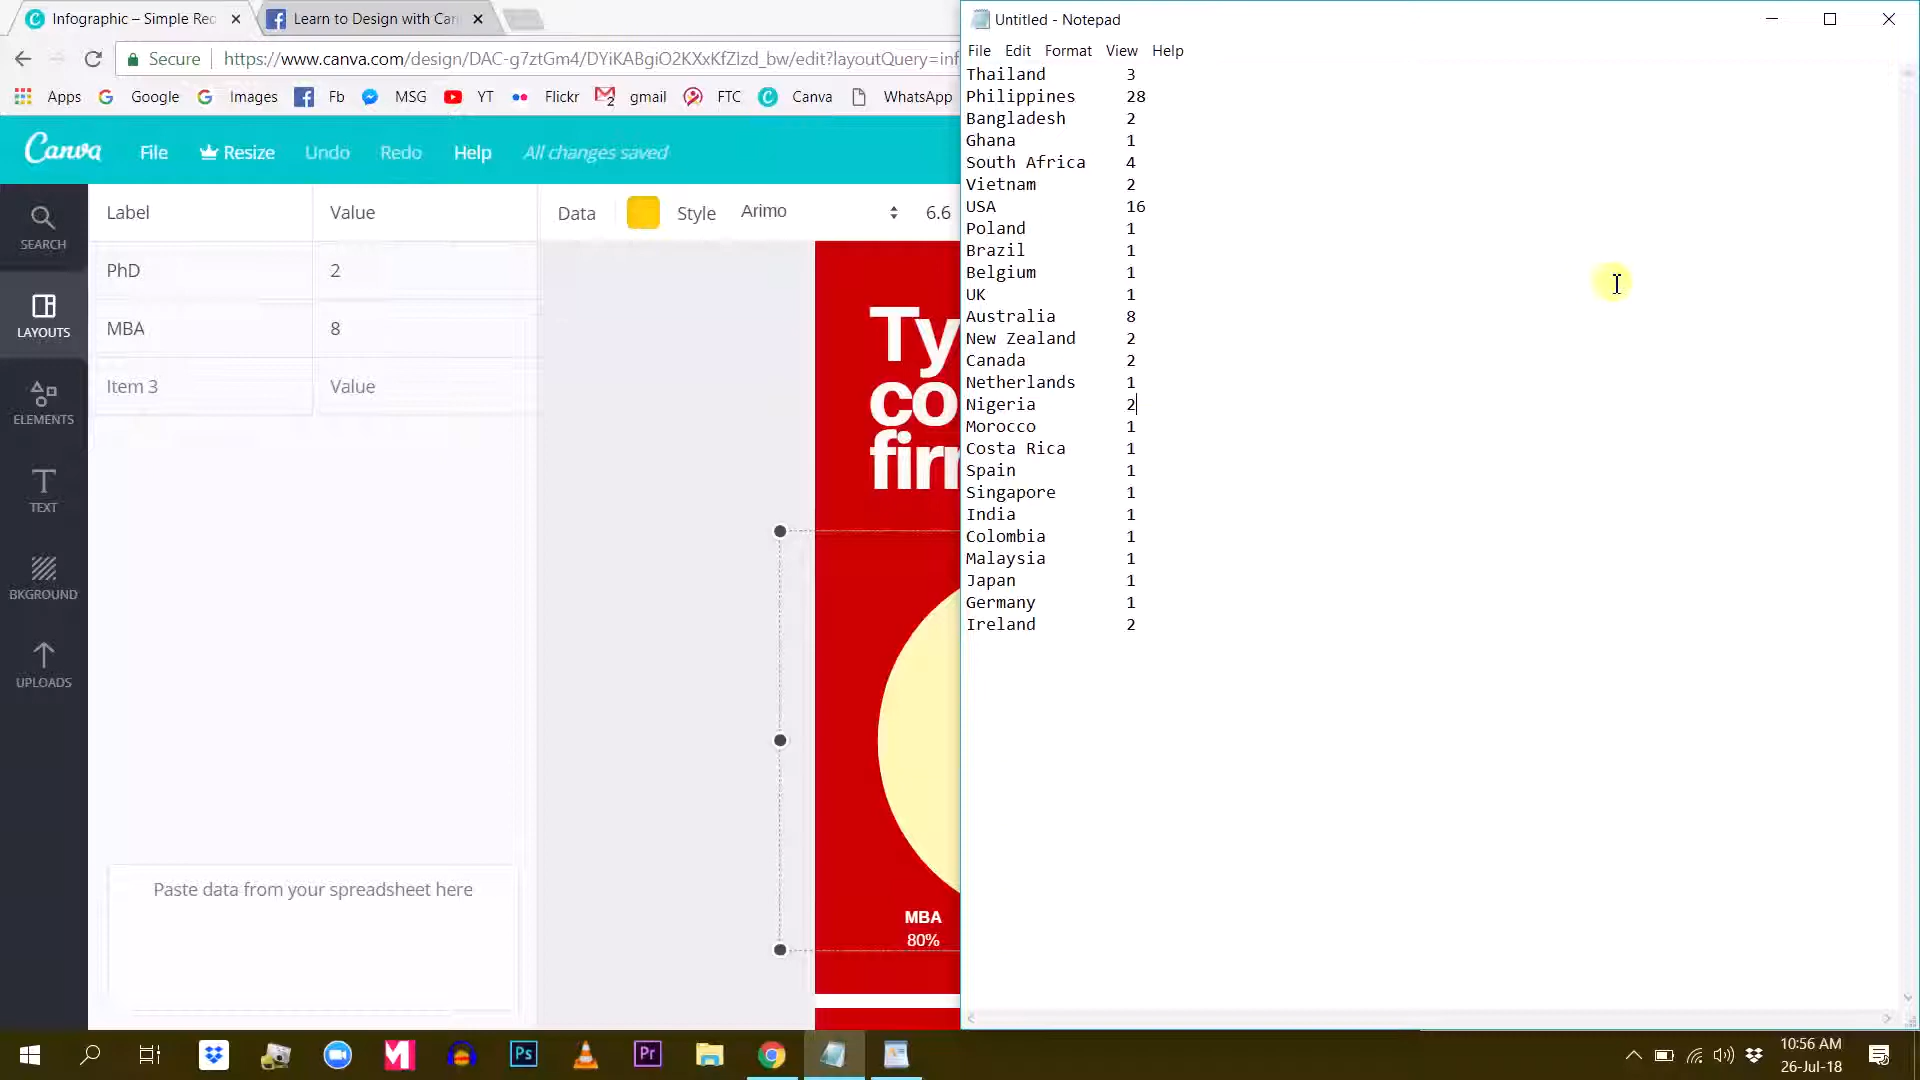 Infographic – Simple Rec
Learn to Design with Can
Secure
https://www.canva.com/design/DAC-g7ztGm4/DYiKABgiO2KXxKfZlzd_bw/edit?layoutQuery=inf
Apps
Google
Images
Fb
MSG
YT
Flickr
gmail
FTC
Canva
WhatsApp
Canva
File
Resize
Undo
Redo
Help
All changes saved
SEARCH
LAYOUTS
ELEMENTS
TEXT
BKGROUND
UPLOADS
Label Value
PhD 2
MBA 8
Item 3 Value
Paste data from your spreadsheet here
Data
Style
Arimo
6.6
Ty
co
fir
MBA
80%
Untitled - Notepad
File Edit Format View Help
Thailand 3
Philippines 28
Bangladesh 2
Ghana 1
South Africa 4
Vietnam 2
USA 16
Poland 1
Brazil 1
Belgium 1
UK 1
Australia 8
New Zealand 2
Canada 2
Netherlands 1
Nigeria 2
Morocco 1
Costa Rica 1
Spain 1
Singapore 1
India 1
Colombia 1
Malaysia 1
Japan 1
Germany 1
Ireland 2
Ps
Pr
10:56 AM
26-Jul-18